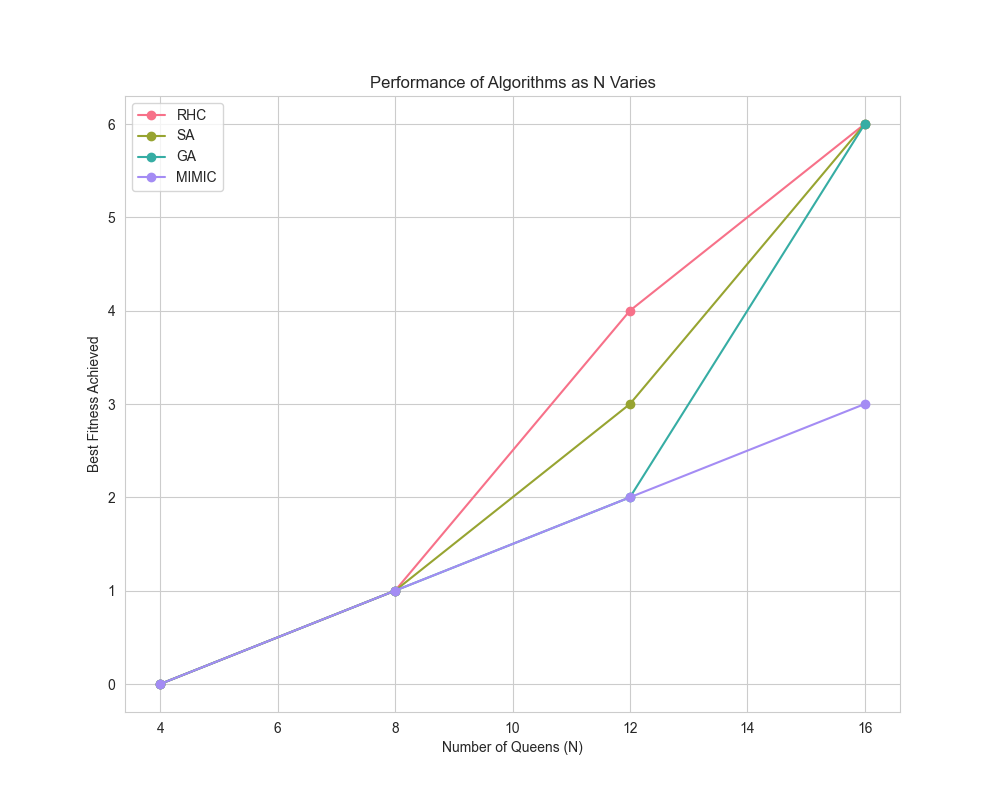 Performance of Algorithms as N Varies
RHC
SA
GA
MIMIC
6
5
4
3
2
1
0
Best Fitness Achieved
4 6 8 10 12 14 16
Number of Queens (N)